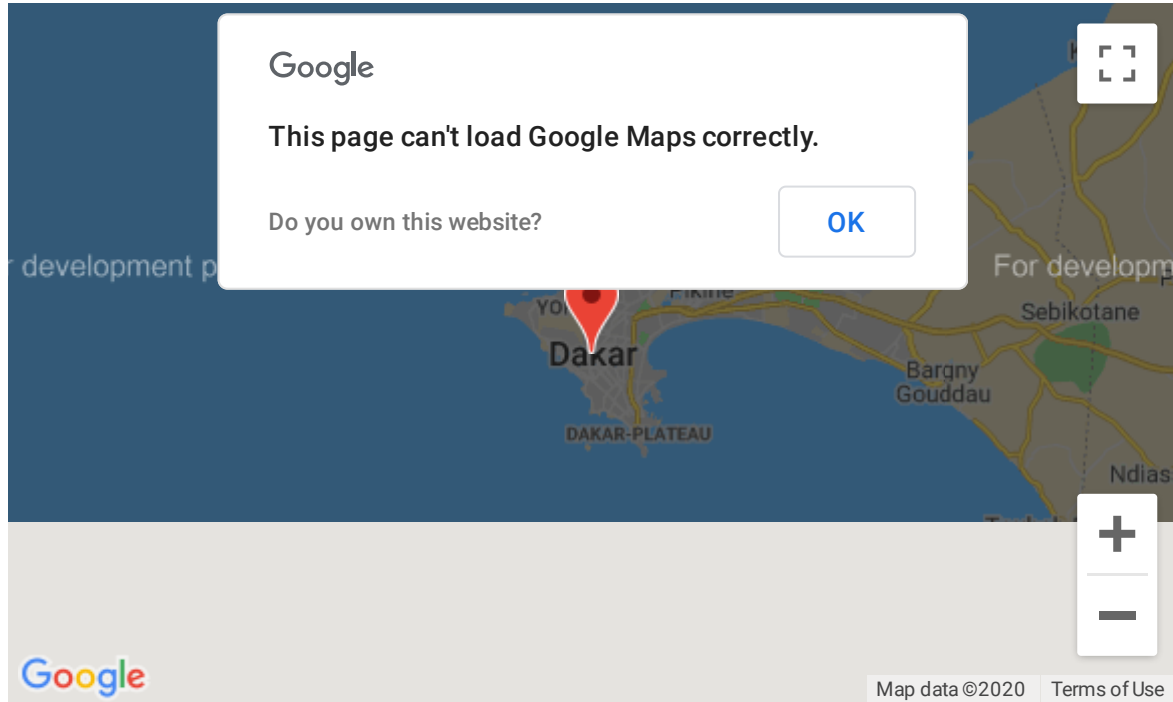 Google
This page can't load Google Maps correctly.
Do you own this website?
OK
development p
For developm
Sebikotane
Dakar
Bargny
Gouddau
DAKAR-PLATEAU
Ndias
Google
Map data ©2020
Terms of Use